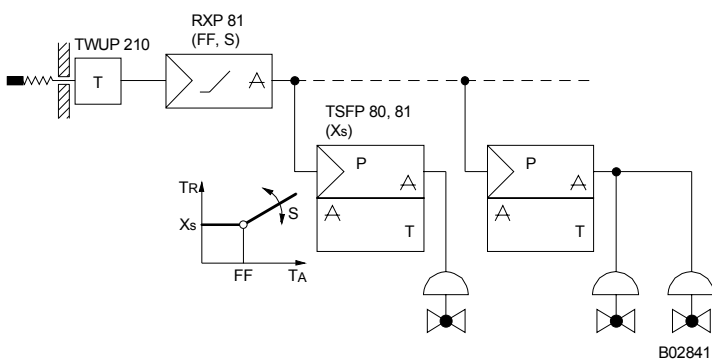 RXP 81
(FF, S)
TWUP 210
T
A
TSFP 80, 81
(Xs)
P
A
A
T
P
A
A
T
TR
Xs
S
FF
TA
B02841